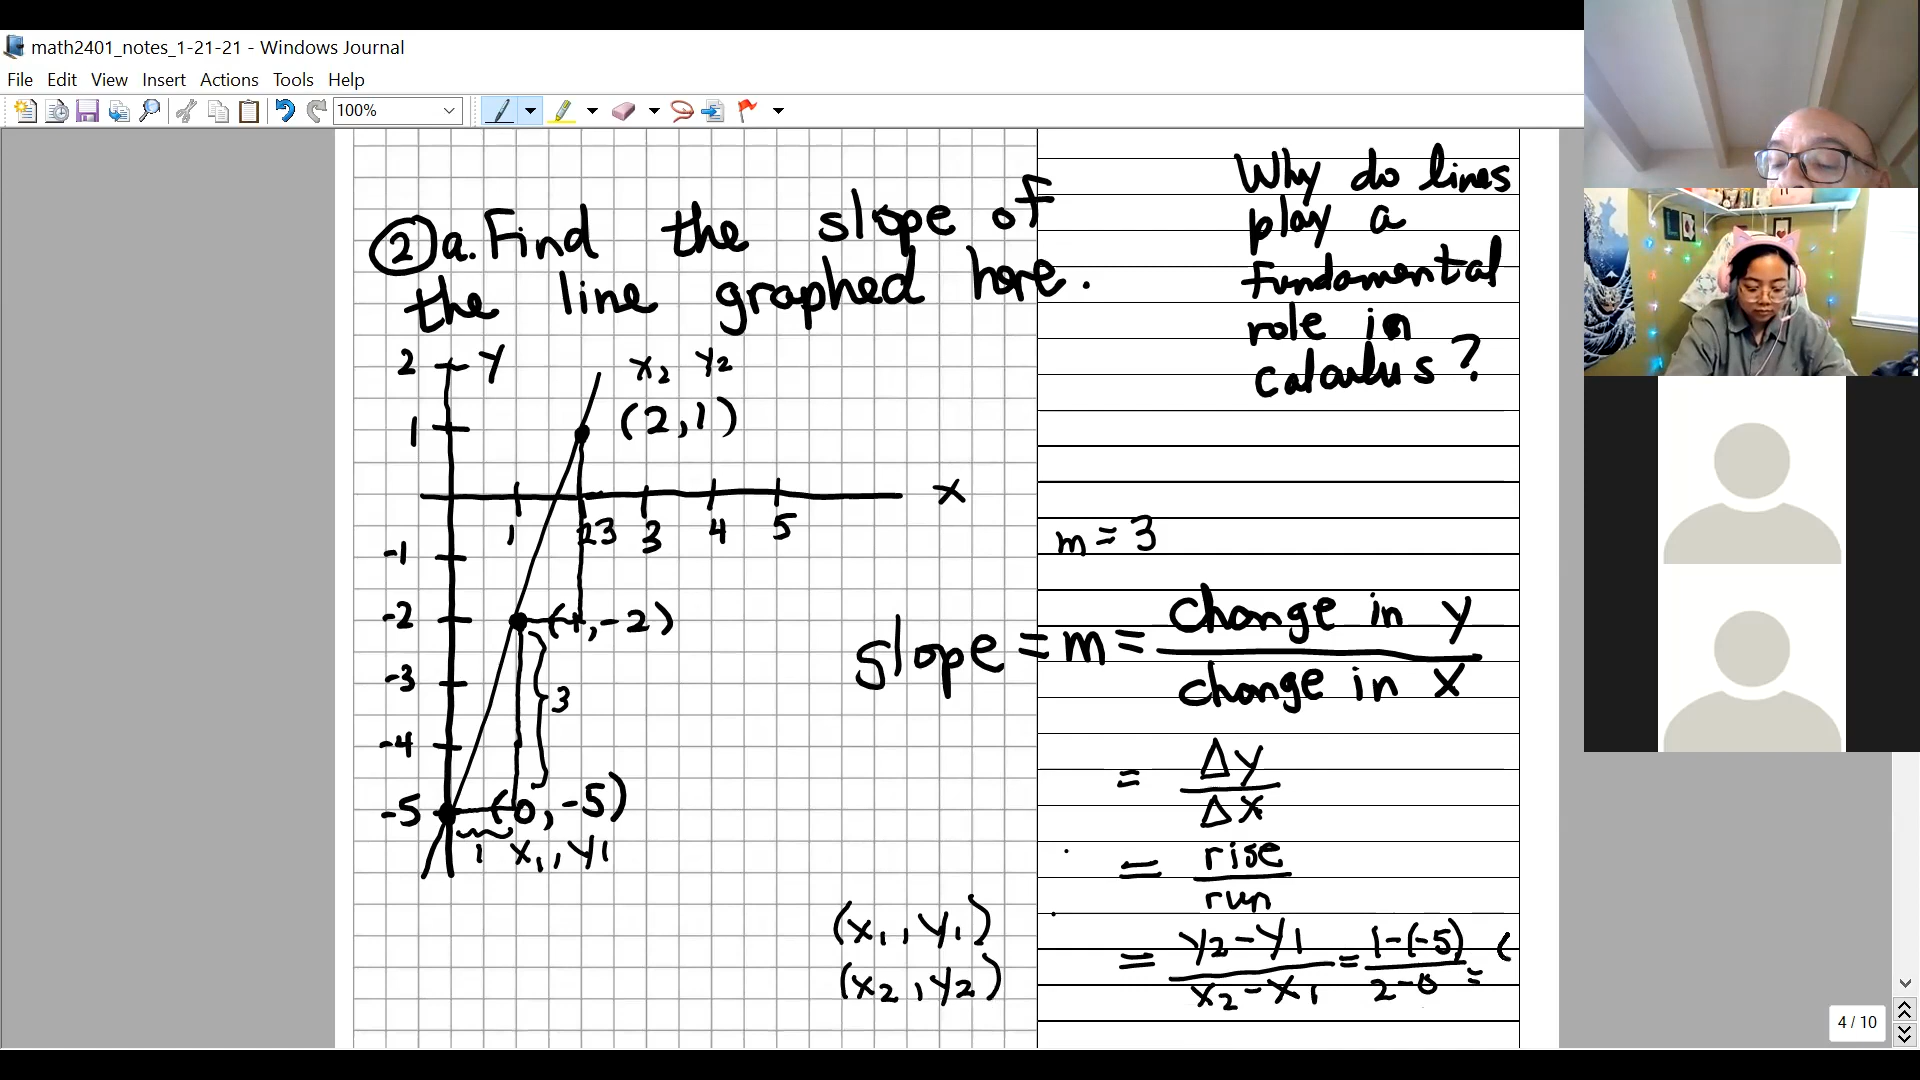 math2401_notes_1-21-21 - Windows Journal
File Edit View Insert Actions Tools Help
100%
② a. Find the slope of
the line graphed here.
2 y
x₂ y₂
(2,1)
1
x
1 2 3 3 4 5
-1
-2
(1,-2)
-3
3
-4
-5
(0,-5)
1 x₁, y₁
(x₁, y₁)
(x₂, y₂)
Why do lines
play a
fundamental
role in
calculus?
m = 3
slope = m = change in y
change in x
= Δy
Δx
= rise
run
= y₂-y₁ = 1-(-5) = (
x₂-x₁ 2-0
4 / 10